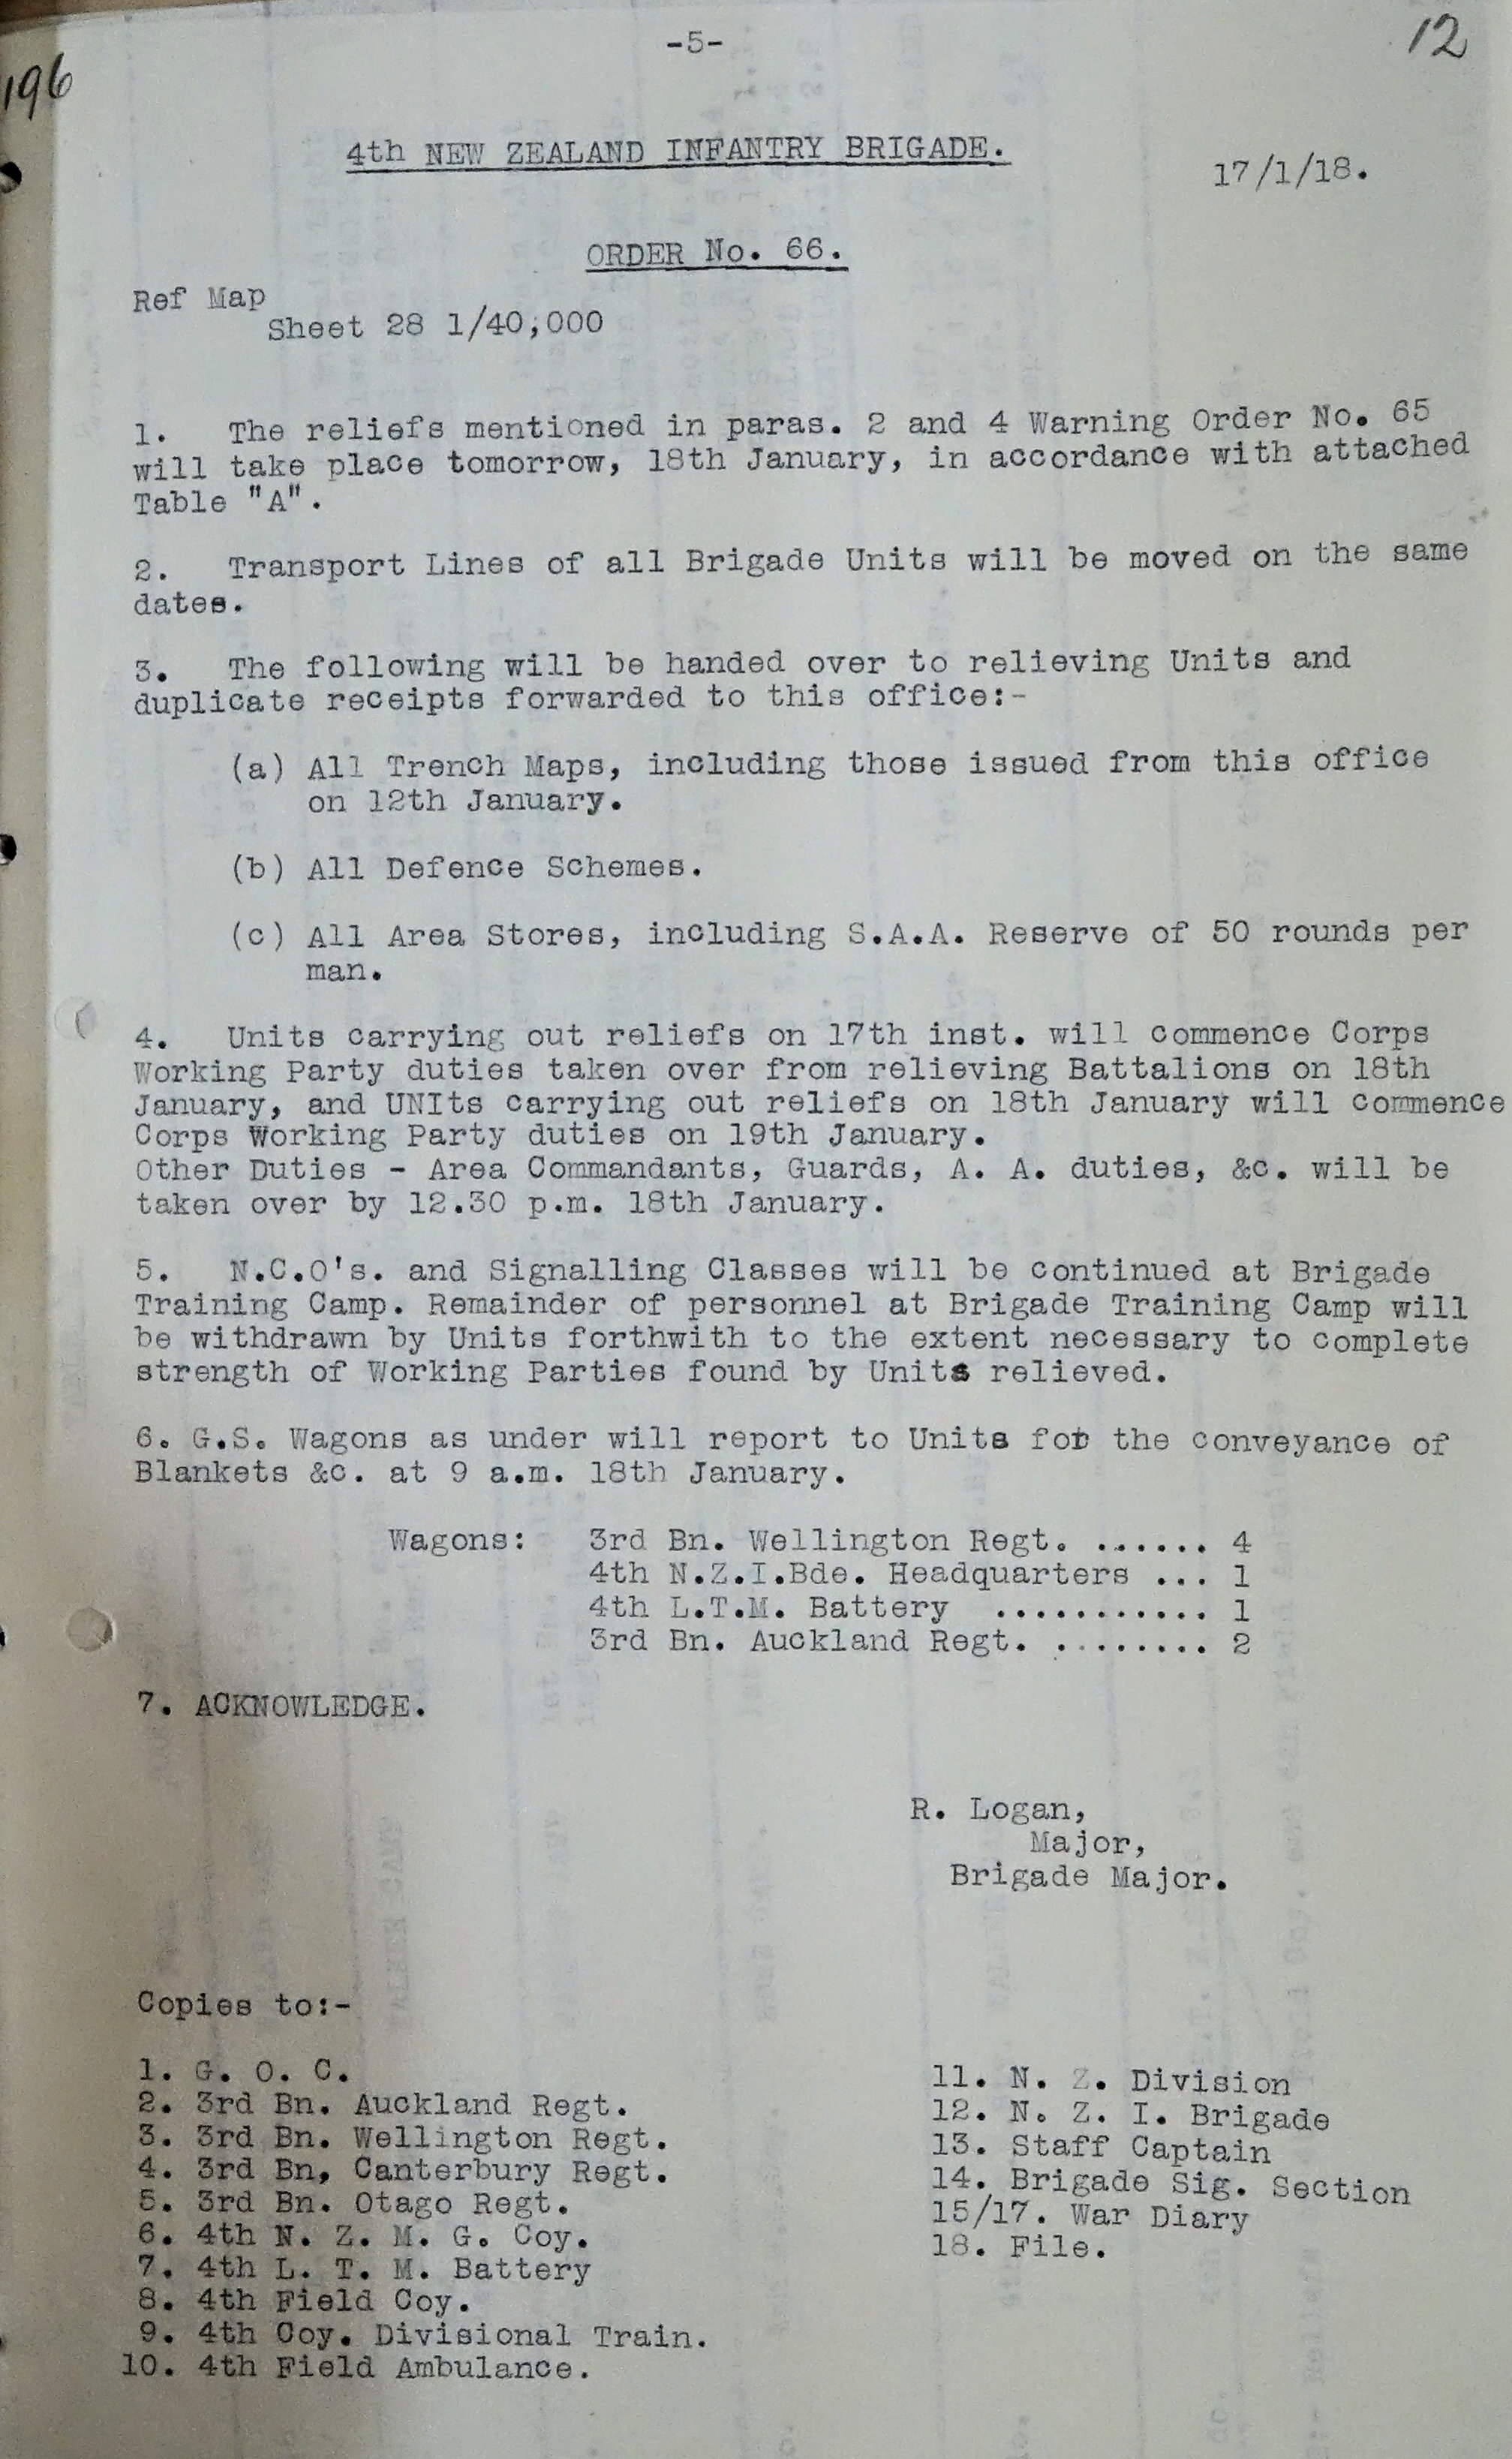 -5-
12
196
4th NEW ZEALAND INFANTRY BRIGADE.
17/1/18.
ORDER No. 66.
Ref Map
Sheet 28 1/40,000
1. The reliefs mentioned in paras. 2 and 4 Warning Order No. 65
will take place tomorrow, 18th January, in accordance with attached
Table "A".
2. Transport Lines of all Brigade Units will be moved on the same
dates.
3. The following will be handed over to relieving Units and
duplicate receipts forwarded to this office:-
(a) All Trench Maps, including those issued from this office
on 12th January.
(b) All Defence Schemes.
(c) All Area Stores, including S.A.A. Reserve of 50 rounds per
man.
4. Units carrying out reliefs on 17th inst. will commence Corps
Working Party duties taken over from relieving Battalions on 18th
January, and UNIts carrying out reliefs on 18th January will commence
Corps Working Party duties on 19th January.
Other Duties - Area Commandants, Guards, A. A. duties, &c. will be
taken over by 12.30 p.m. 18th January.
5. N.C.O's. and Signalling Classes will be continued at Brigade
Training Camp. Remainder of personnel at Brigade Training Camp will
be withdrawn by Units forthwith to the extent necessary to complete
strength of Working Parties found by Units relieved.
6. G.S. Wagons as under will report to Units for the conveyance of
Blankets &c. at 9 a.m. 18th January.
Wagons: 3rd Bn. Wellington Regt. ...... 4
4th N.Z.I.Bde. Headquarters ... 1
4th L.T.M. Battery ........... 1
3rd Bn. Auckland Regt. ........ 2
7. ACKNOWLEDGE.
R. Logan,
Major,
Brigade Major.
Copies to:-
1. G. O. C.
2. 3rd Bn. Auckland Regt.
3. 3rd Bn. Wellington Regt.
4. 3rd Bn, Canterbury Regt.
5. 3rd Bn. Otago Regt.
6. 4th N. Z. M. G. Coy.
7. 4th L. T. M. Battery
8. 4th Field Coy.
9. 4th Coy. Divisional Train.
10. 4th Field Ambulance.
11. N. Z. Division
12. N. Z. I. Brigade
13. Staff Captain
14. Brigade Sig. Section
15/17. War Diary
18. File.